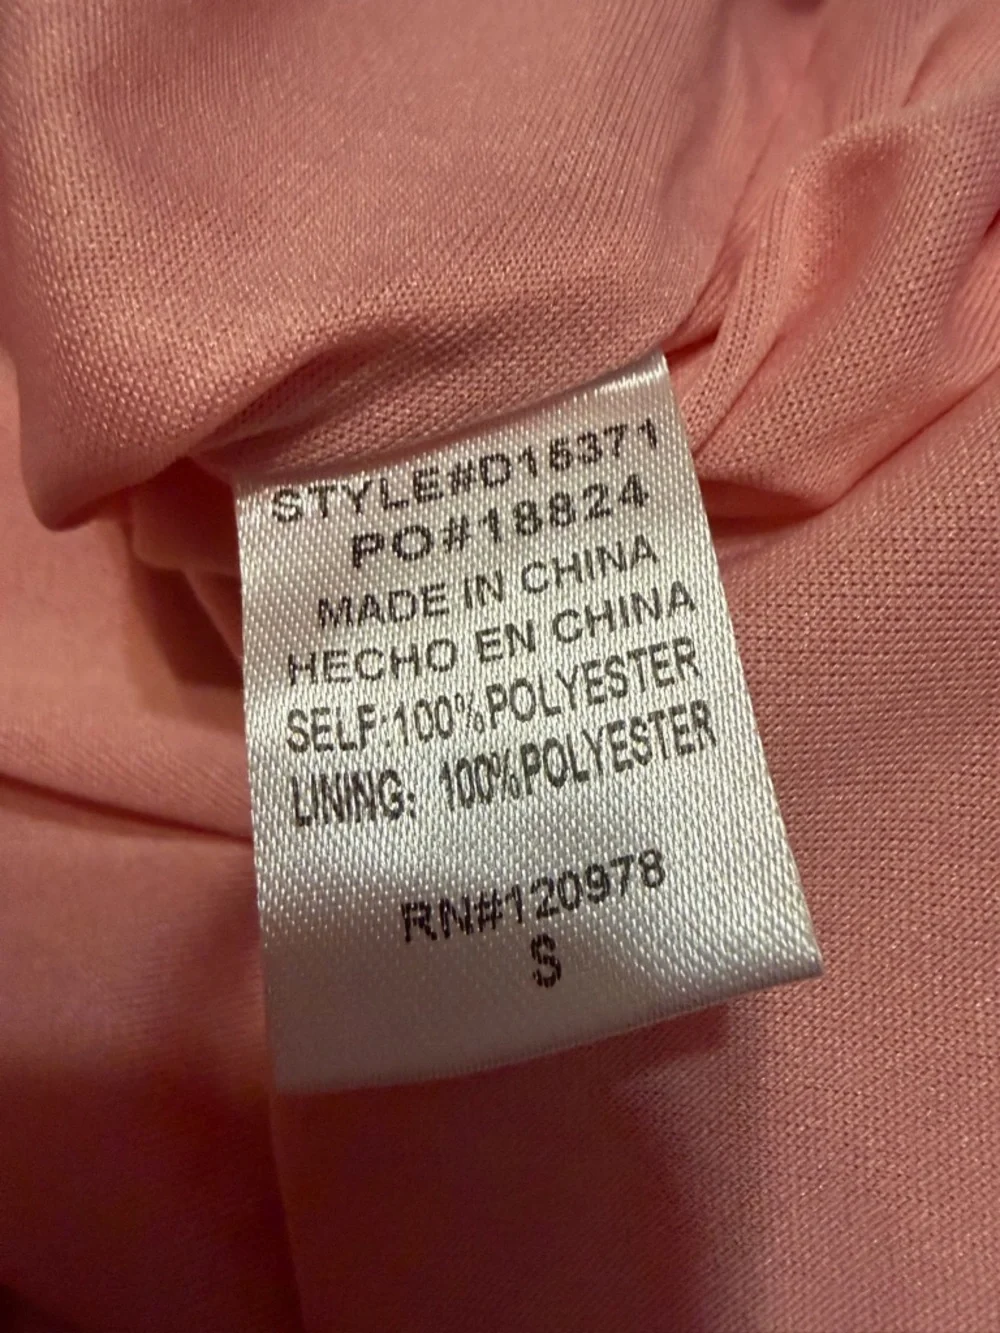 STYLE#D15371
PO#18824
MADE IN CHINA
HECHO EN CHINA
SELF:100%POLYESTER
LINING: 100%POLYESTER
RN#120978
S